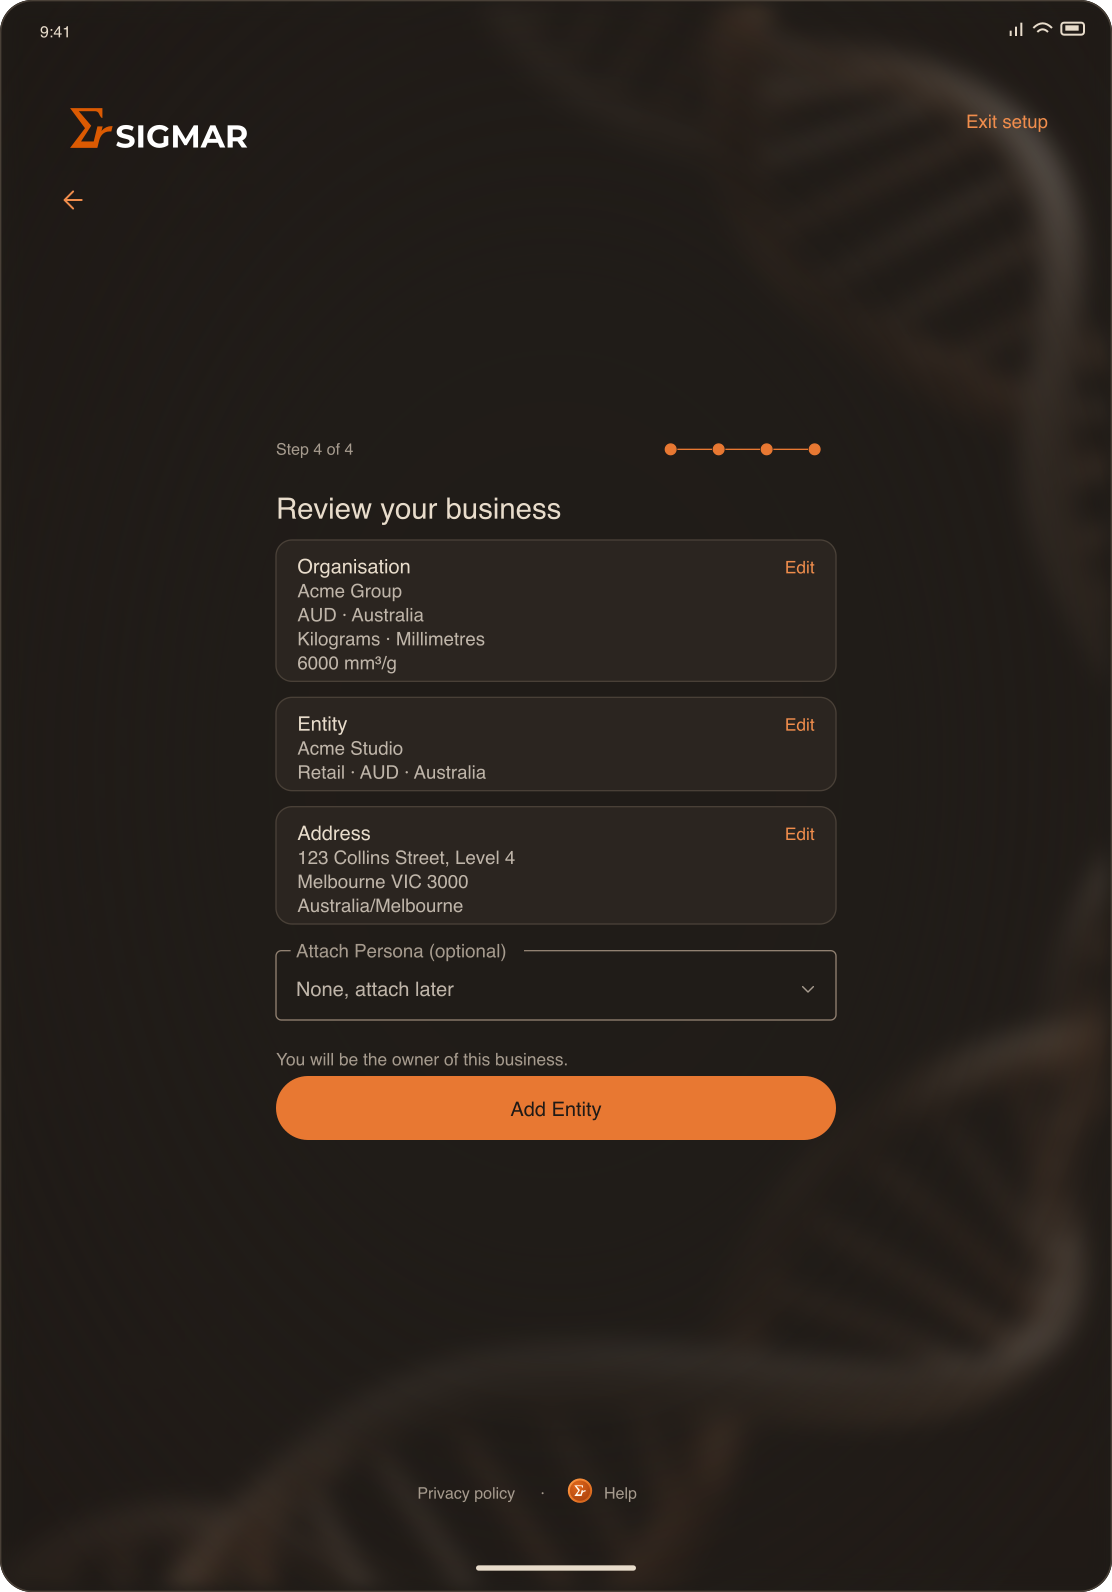 9:41
SIGMAR
Exit setup
Step 4 of 4
Review your business
Organisation
Edit
Acme Group
AUD · Australia
Kilograms · Millimetres
6000 mm³/g
Entity
Edit
Acme Studio
Retail · AUD · Australia
Address
Edit
123 Collins Street, Level 4
Melbourne VIC 3000
Australia/Melbourne
Attach Persona (optional)
None, attach later
You will be the owner of this business.
Add Entity
Privacy policy · Help